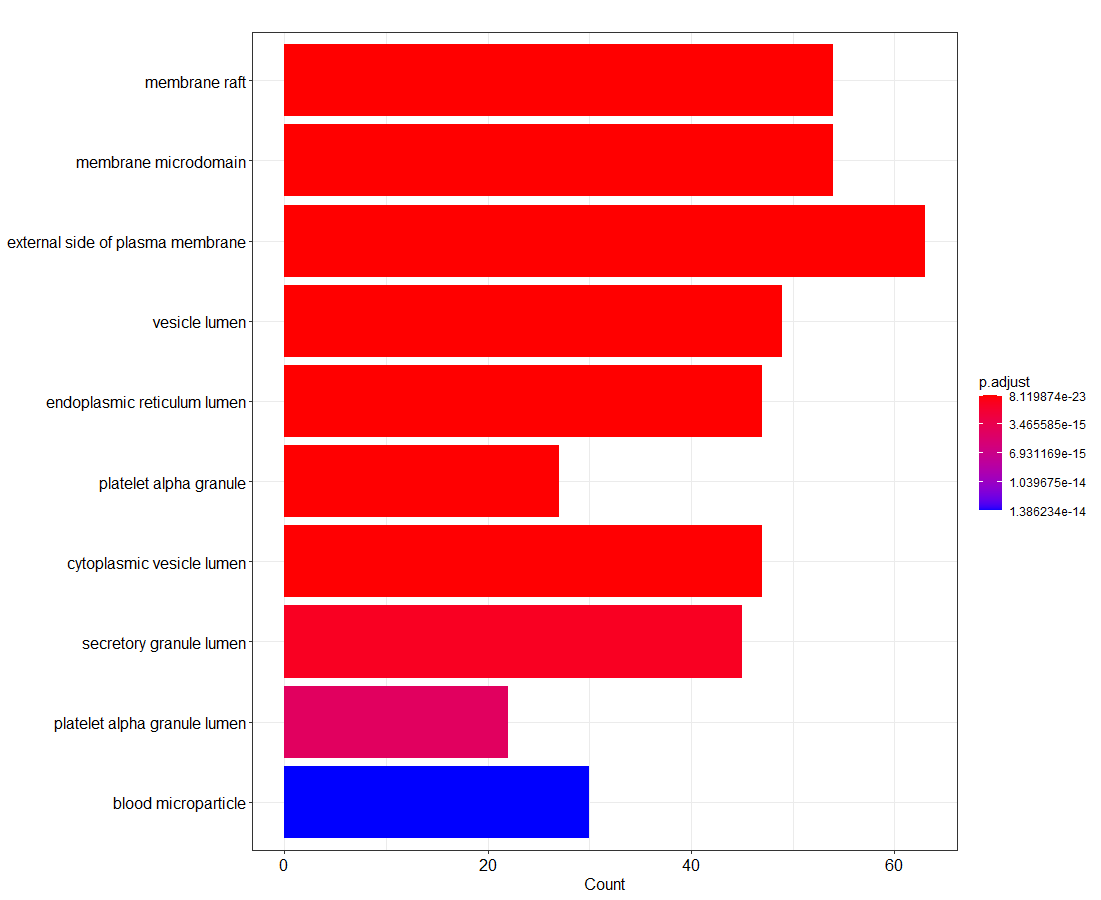 membrane raft
membrane microdomain
external side of plasma membrane
vesicle lumen
endoplasmic reticulum lumen
platelet alpha granule
cytoplasmic vesicle lumen
secretory granule lumen
platelet alpha granule lumen
blood microparticle
0 20 40 60
Count
p.adjust
8.119874e-23
3.465585e-15
6.931169e-15
1.039675e-14
1.386234e-14